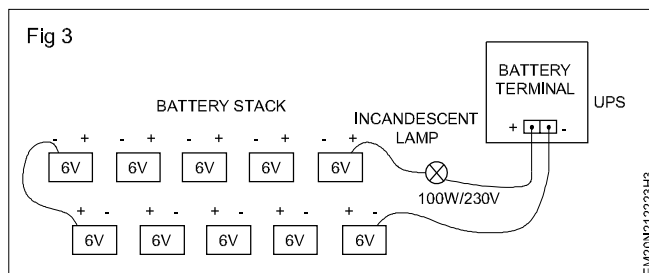 Fig 3
BATTERY STACK
INCANDESCENT
LAMP
BATTERY
TERMINAL
UPS
+ -
- + - + - + - + - +
6V 6V 6V 6V 6V
100W/230V
+ - + - + - + - + -
6V 6V 6V 6V 6V